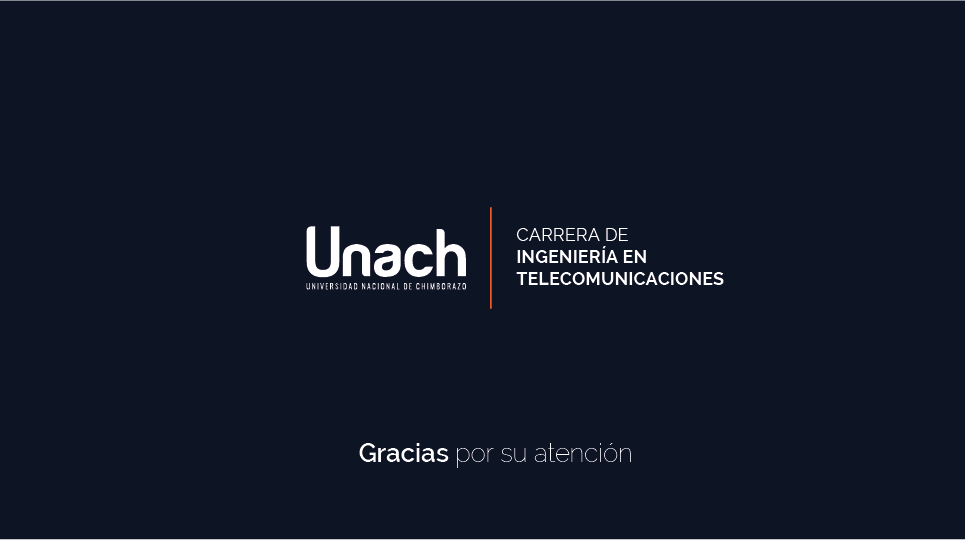 Unach
UNIVERSIDAD NACIONAL DE CHIMBORAZO
CARRERA DE
INGENIERÍA EN
TELECOMUNICACIONES
Gracias por su atención